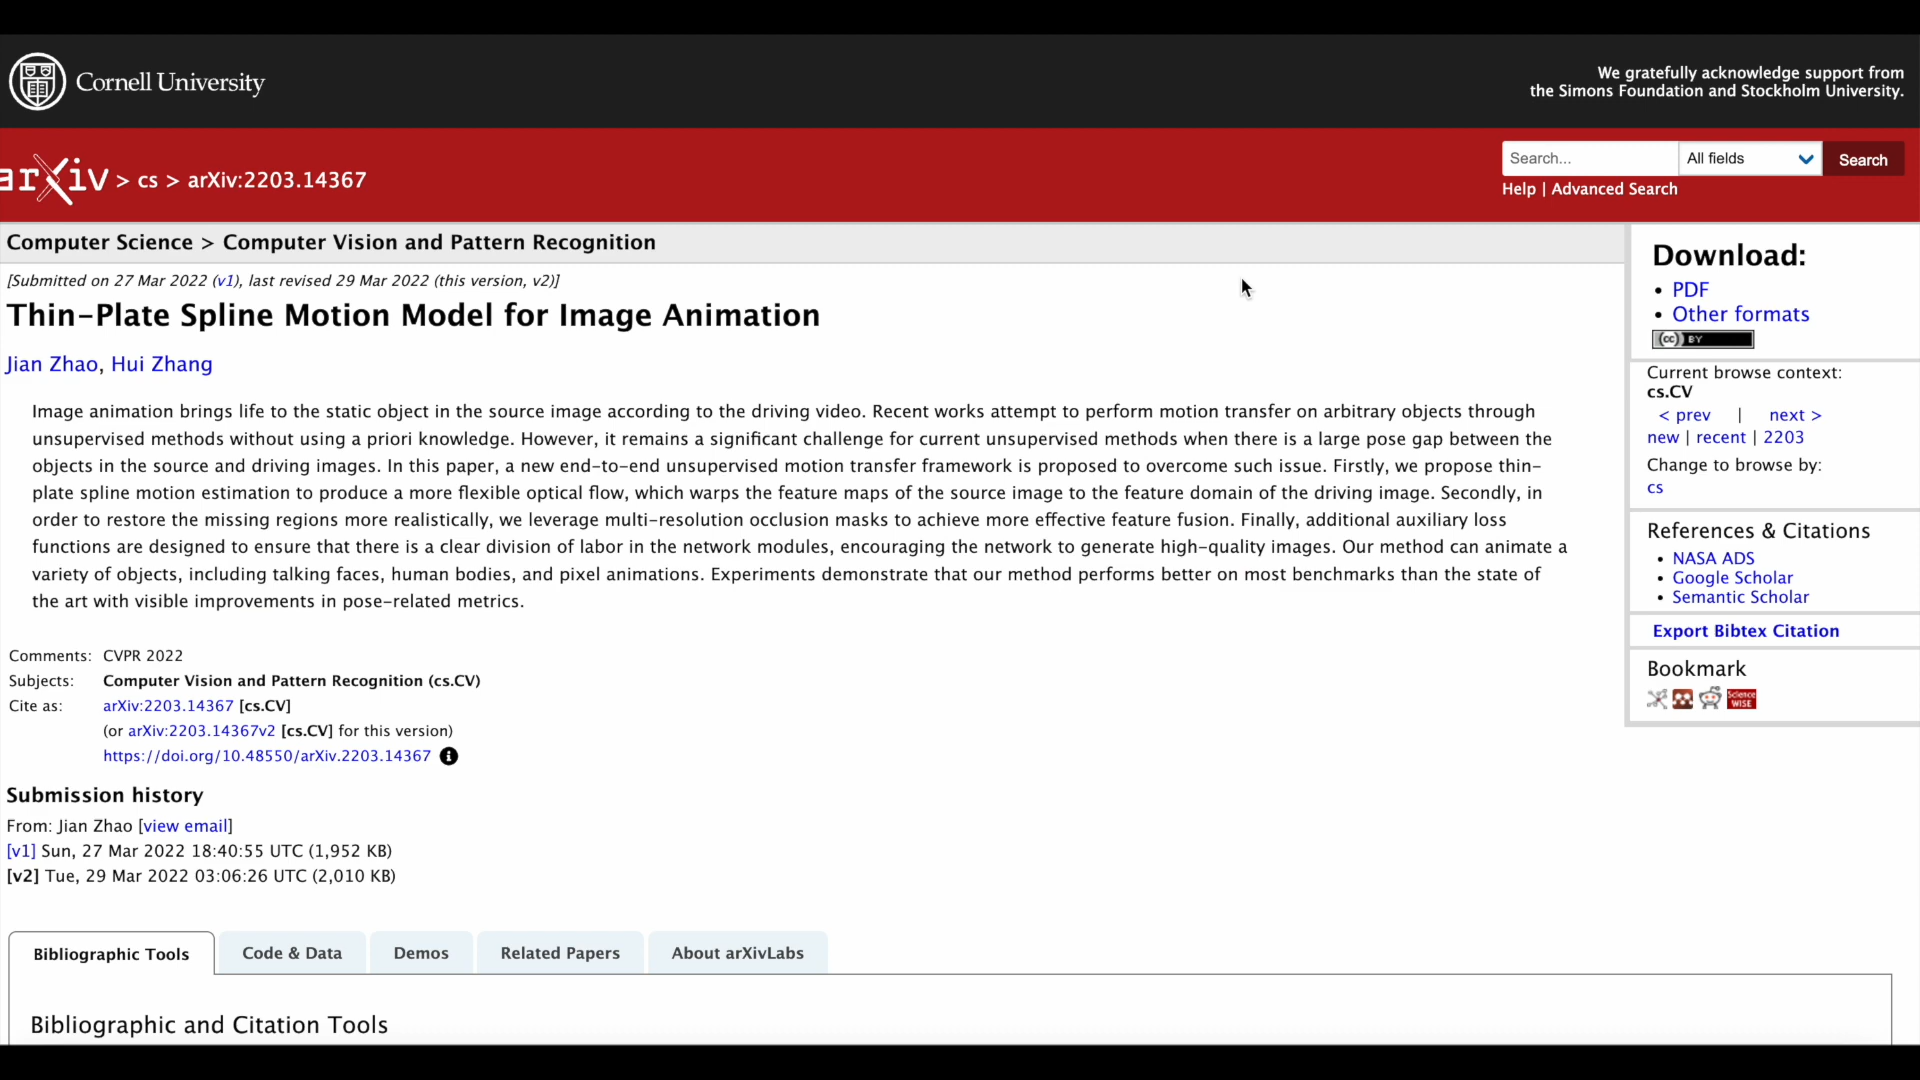 Cornell University
We gratefully acknowledge support from
the Simons Foundation and Stockholm University.
arXiv > cs > arXiv:2203.14367
Search...
All fields
Search
Help | Advanced Search
Computer Science > Computer Vision and Pattern Recognition
[Submitted on 27 Mar 2022 (v1), last revised 29 Mar 2022 (this version, v2)]
Thin-Plate Spline Motion Model for Image Animation
Jian Zhao, Hui Zhang
Image animation brings life to the static object in the source image according to the driving video. Recent works attempt to perform motion transfer on arbitrary objects through
unsupervised methods without using a priori knowledge. However, it remains a significant challenge for current unsupervised methods when there is a large pose gap between the
objects in the source and driving images. In this paper, a new end-to-end unsupervised motion transfer framework is proposed to overcome such issue. Firstly, we propose thin-
plate spline motion estimation to produce a more flexible optical flow, which warps the feature maps of the source image to the feature domain of the driving image. Secondly, in
order to restore the missing regions more realistically, we leverage multi-resolution occlusion masks to achieve more effective feature fusion. Finally, additional auxiliary loss
functions are designed to ensure that there is a clear division of labor in the network modules, encouraging the network to generate high-quality images. Our method can animate a
variety of objects, including talking faces, human bodies, and pixel animations. Experiments demonstrate that our method performs better on most benchmarks than the state of
the art with visible improvements in pose-related metrics.
Comments: CVPR 2022
Subjects: Computer Vision and Pattern Recognition (cs.CV)
Cite as: arXiv:2203.14367 [cs.CV]
(or arXiv:2203.14367v2 [cs.CV] for this version)
https://doi.org/10.48550/arXiv.2203.14367
Submission history
From: Jian Zhao [view email]
[v1] Sun, 27 Mar 2022 18:40:55 UTC (1,952 KB)
[v2] Tue, 29 Mar 2022 03:06:26 UTC (2,010 KB)
Bibliographic Tools
Code & Data
Demos
Related Papers
About arXivLabs
Bibliographic and Citation Tools
Download:
• PDF
• Other formats
(cc) BY
Current browse context:
cs.CV
< prev | next >
new | recent | 2203
Change to browse by:
cs
References & Citations
• NASA ADS
• Google Scholar
• Semantic Scholar
Export Bibtex Citation
Bookmark
Science
WISE